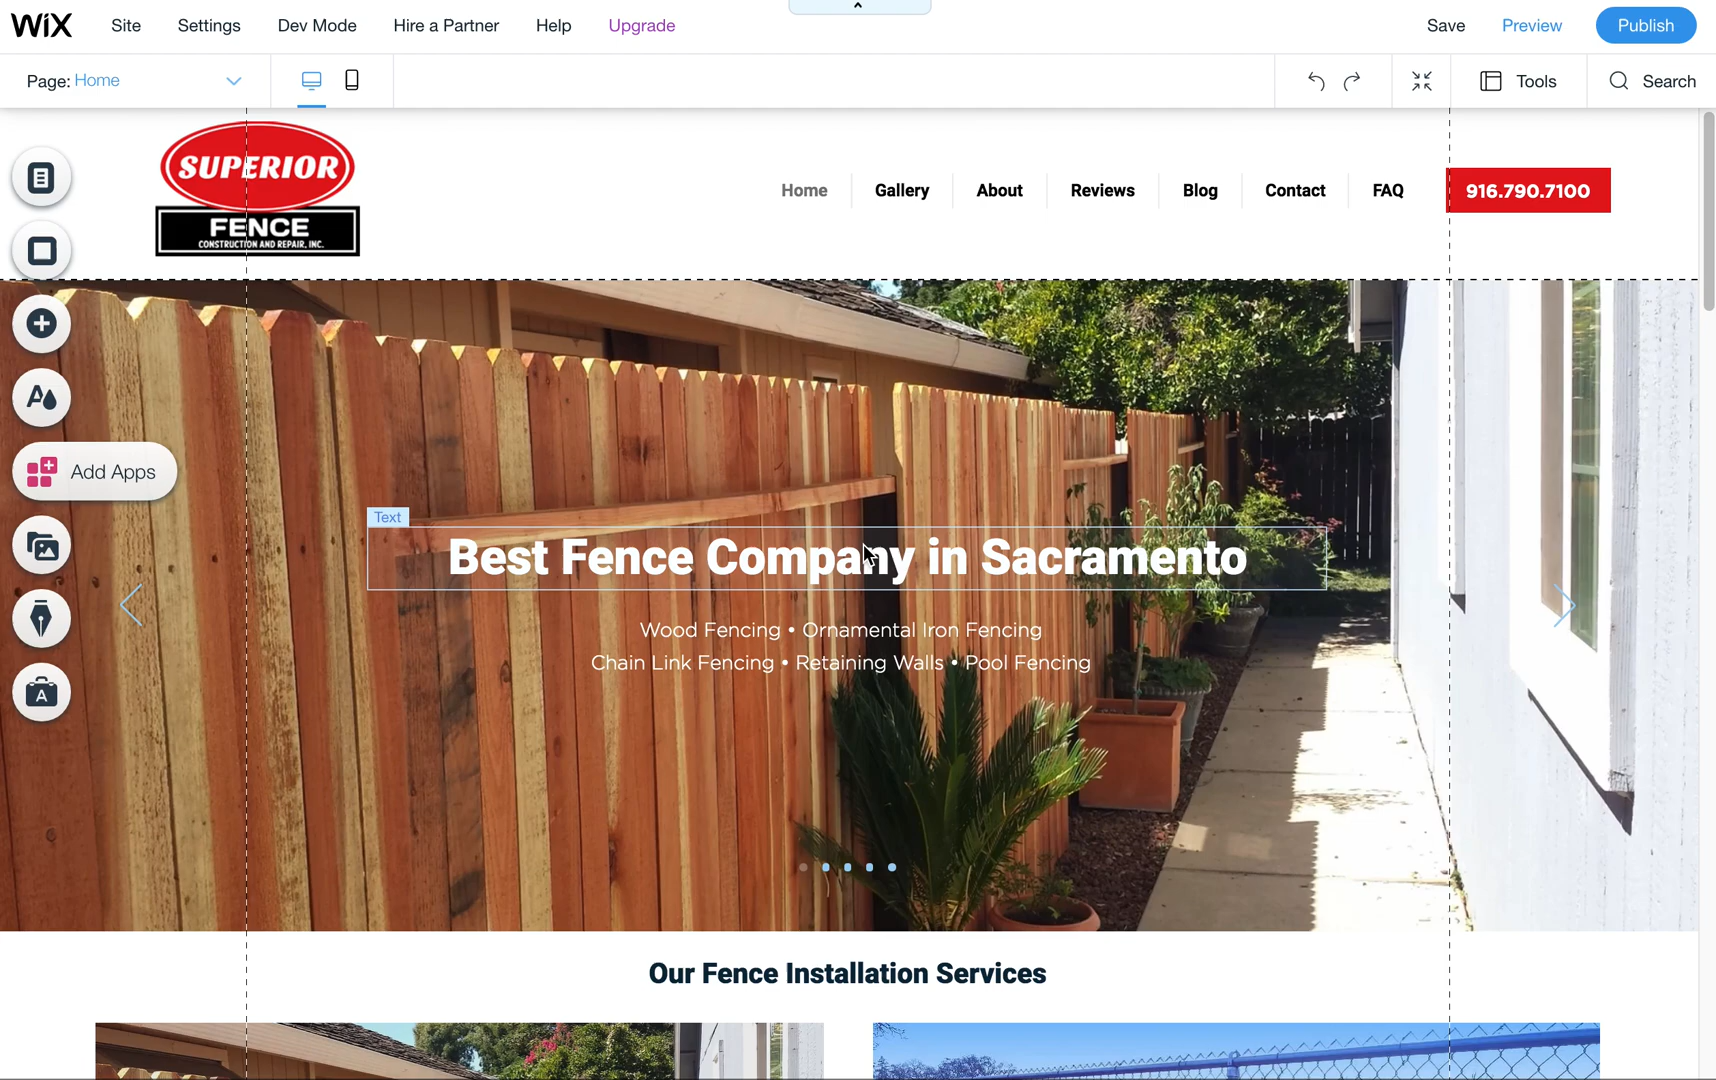 WiX Site Settings Dev Mode Hire a Partner Help Upgrade Save Preview Publish
Page: Home Tools Search
SUPERIOR
FENCE
CONSTRUCTION AND REPAIR, INC.
Home Gallery About Reviews Blog Contact FAQ 916.790.7100
A
Add Apps
Text
Best Fence Company in Sacramento
Wood Fencing • Ornamental Iron Fencing
Chain Link Fencing • Retaining Walls • Pool Fencing
A
Our Fence Installation Services